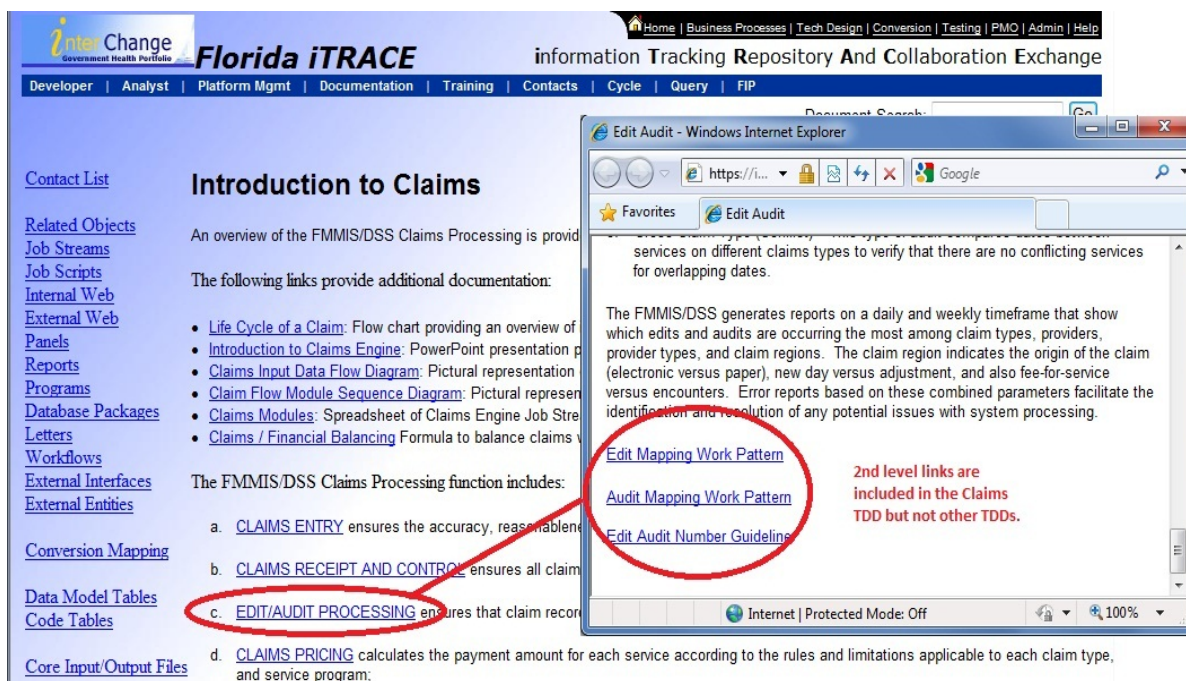 interChange
Government Health Portfolio
Florida iTRACE
Home | Business Processes | Tech Design | Conversion | Testing | PMO | Admin | Help
information Tracking Repository And Collaboration Exchange
Developer | Analyst | Platform Mgmt | Documentation | Training | Contacts | Cycle | Query | FIP
Document Search:
Go
Contact List
Related Objects
Job Streams
Job Scripts
Internal Web
External Web
Panels
Reports
Programs
Database Packages
Letters
Workflows
External Interfaces
External Entities
Conversion Mapping
Data Model Tables
Code Tables
Core Input/Output Files
Introduction to Claims
An overview of the FMMIS/DSS Claims Processing is provid
The following links provide additional documentation:
• Life Cycle of a Claim: Flow chart providing an overview of
• Introduction to Claims Engine: PowerPoint presentation p
• Claims Input Data Flow Diagram: Pictural representation
• Claim Flow Module Sequence Diagram: Pictural represen
• Claims Modules: Spreadsheet of Claims Engine Job Stre
• Claims / Financial Balancing Formula to balance claims
The FMMIS/DSS Claims Processing function includes:
a. CLAIMS ENTRY ensures the accuracy, reasonablene
b. CLAIMS RECEIPT AND CONTROL ensures all claim
c. EDIT/AUDIT PROCESSING ensures that claim recor
d. CLAIMS PRICING calculates the payment amount for each service according to the rules and limitations applicable to each claim type,
and service program;
Edit Audit - Windows Internet Explorer
https://i...
Google
Favorites
Edit Audit
services on different claims types to verify that there are no conflicting services
for overlapping dates.
The FMMIS/DSS generates reports on a daily and weekly timeframe that show
which edits and audits are occurring the most among claim types, providers,
provider types, and claim regions. The claim region indicates the origin of the claim
(electronic versus paper), new day versus adjustment, and also fee-for-service
versus encounters. Error reports based on these combined parameters facilitate the
identification and resolution of any potential issues with system processing.
Edit Mapping Work Pattern
Audit Mapping Work Pattern
Edit Audit Number Guideline
2nd level links are
included in the Claims
TDD but not other TDDs.
Internet | Protected Mode: Off
100%